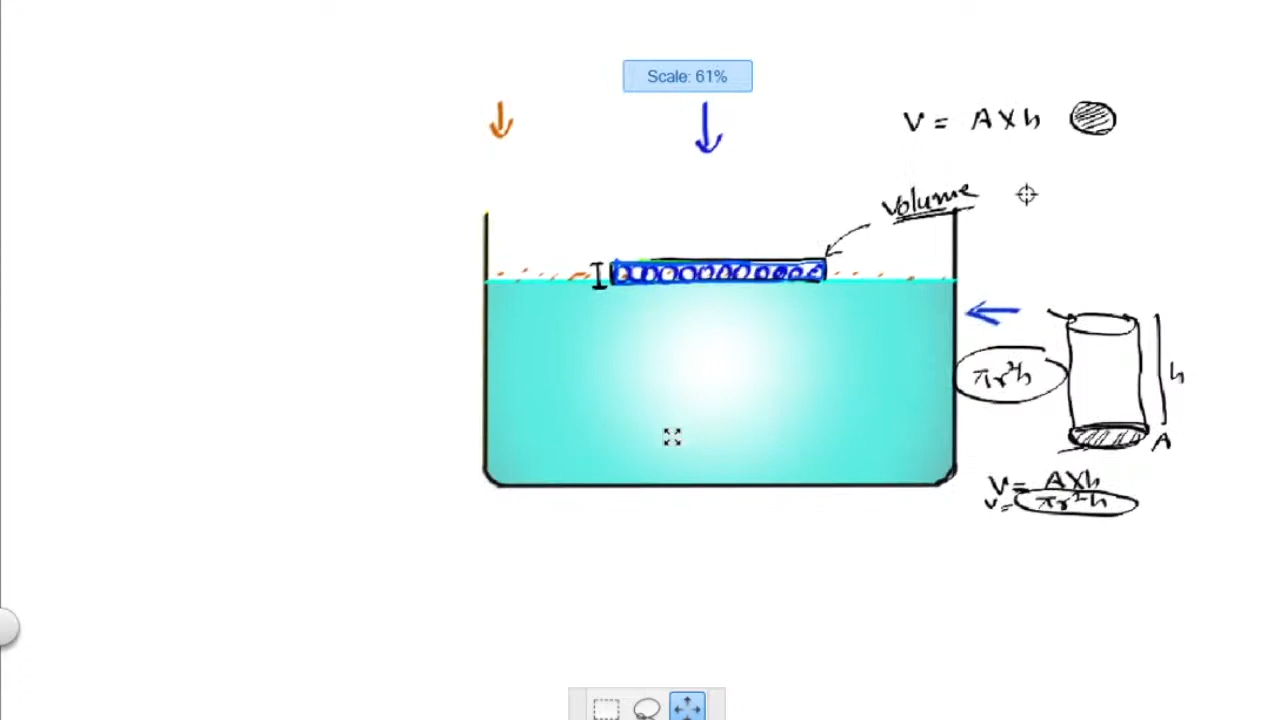 Scale: 61%
V = A X h
Volume
πr²h
h
A
V = A X h
V = πr²h